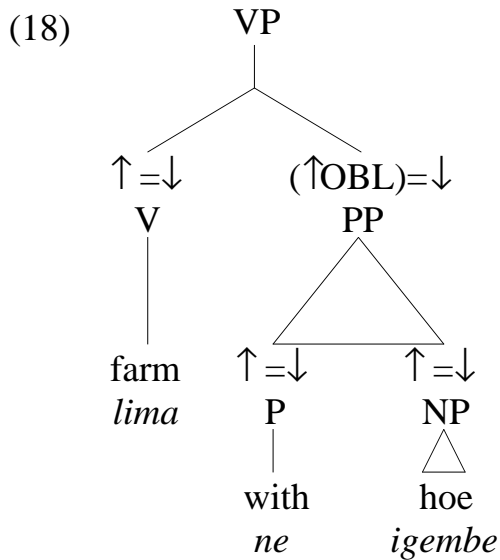 (18) VP
↑=↓ (↑OBL)=↓
V PP
farm ↑=↓ ↑=↓
lima P NP
with hoe
ne igembe